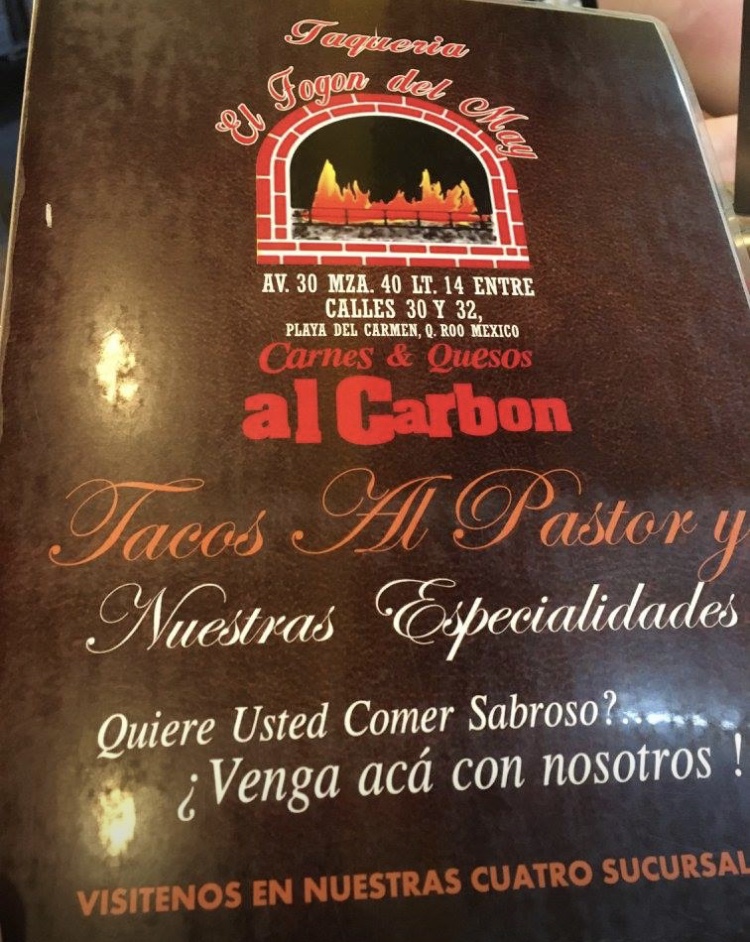 Taqueria
El Fogon del May
AV. 30 MZA. 40 LT. 14 ENTRE
CALLES 30 Y 32,
PLAYA DEL CARMEN, Q. ROO MEXICO
Carnes & Quesos
al Carbon
Tacos Al Pastor y
Nuestras Especialidades
Quiere Usted Comer Sabroso?......
¿Venga acá con nosotros !
VISITENOS EN NUESTRAS CUATRO SUCURSAL